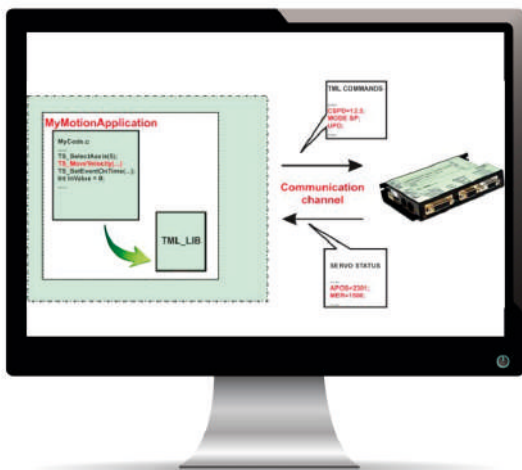 TML COMMANDS
....
CSPD=12.5;
MODE SP;
UPD;
....
MyMotionApplication
MyCode.c:
....
TS_SelectAxis(5);
TS_MoveVelocity(...)
TS_SetEventOnTime(...);
Int InValue = 0;
....
TML_LIB
Communication
channel
SERVO STATUS
....
APOS=2301;
MER=1500;
....